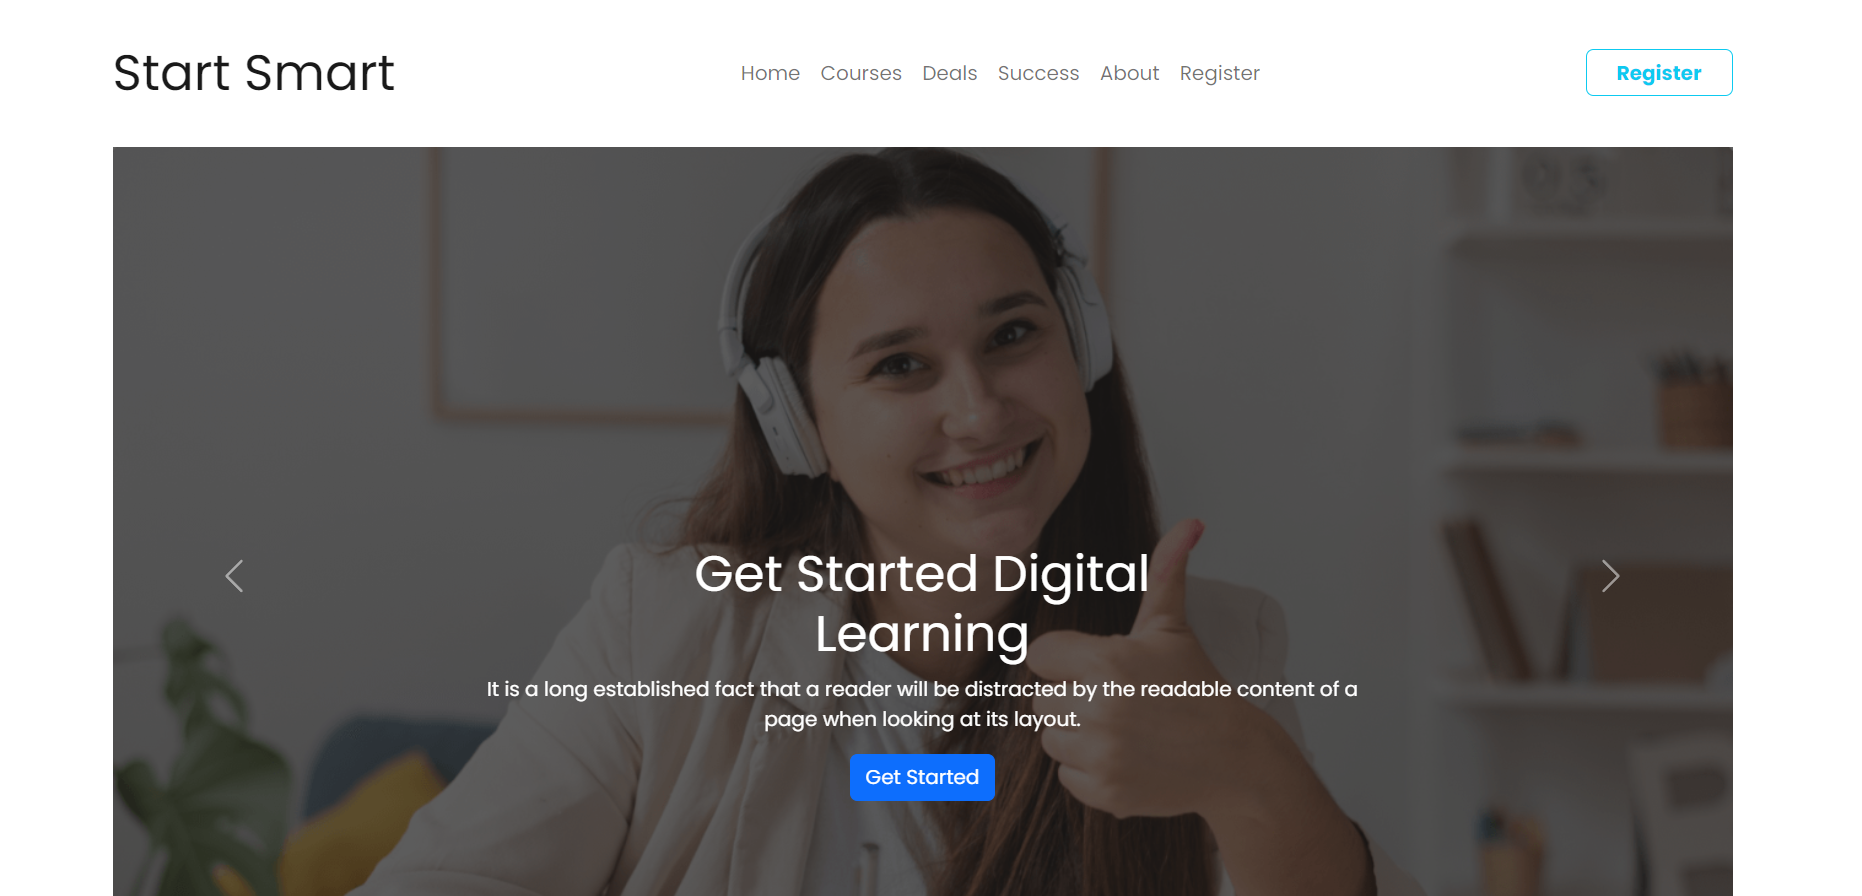 Start Smart
Home Courses Deals Success About Register
Register
Get Started Digital
Learning
It is a long established fact that a reader will be distracted by the readable content of a
page when looking at its layout.
Get Started